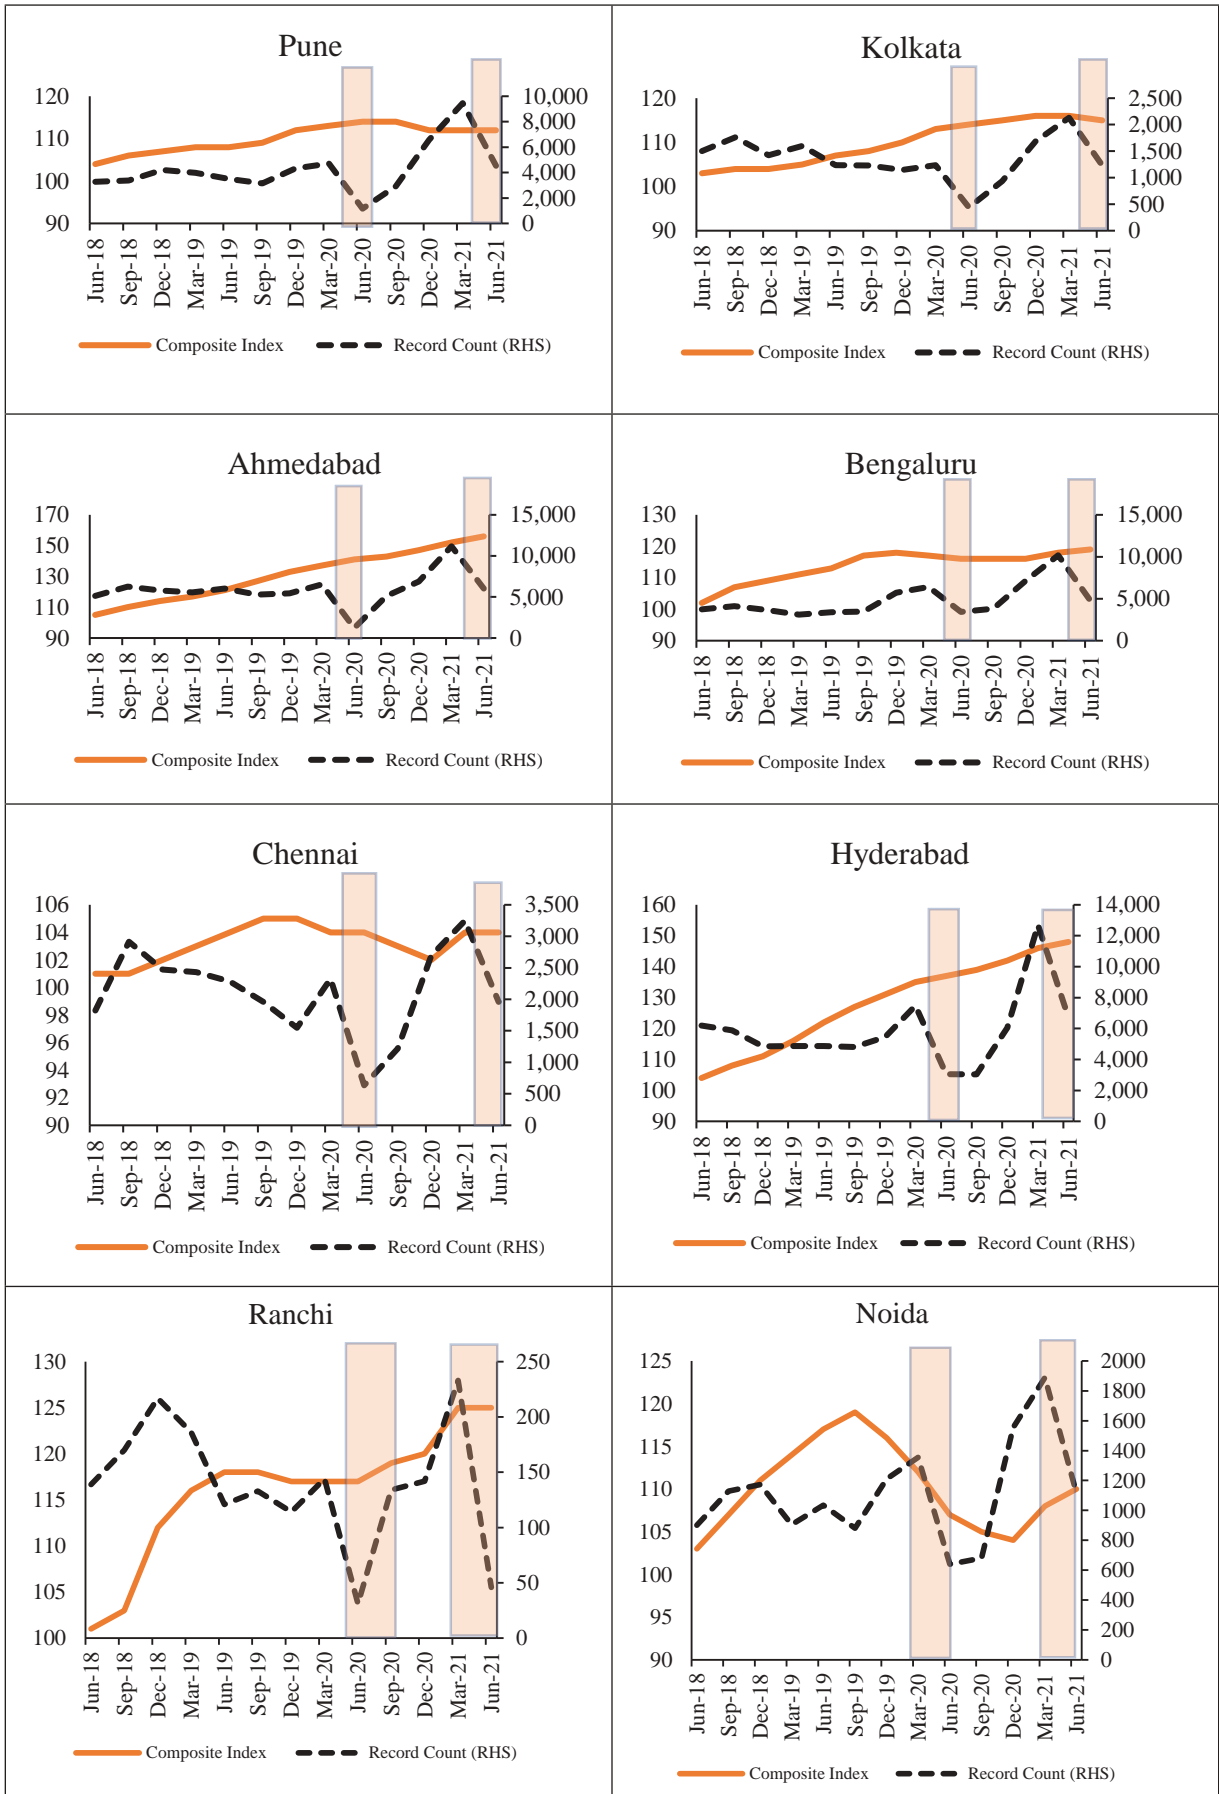 Pune
120
110
100
90
10,000
8,000
6,000
4,000
2,000
0
Jun-18
Sep-18
Dec-18
Mar-19
Jun-19
Sep-19
Dec-19
Mar-20
Jun-20
Sep-20
Dec-20
Mar-21
Jun-21
Composite Index
Record Count (RHS)
Kolkata
120
110
100
90
2,500
2,000
1,500
1,000
500
0
Jun-18
Sep-18
Dec-18
Mar-19
Jun-19
Sep-19
Dec-19
Mar-20
Jun-20
Sep-20
Dec-20
Mar-21
Jun-21
Composite Index
Record Count (RHS)
Ahmedabad
170
150
130
110
90
15,000
10,000
5,000
0
Jun-18
Sep-18
Dec-18
Mar-19
Jun-19
Sep-19
Dec-19
Mar-20
Jun-20
Sep-20
Dec-20
Mar-21
Jun-21
Composite Index
Record Count (RHS)
Bengaluru
130
120
110
100
90
15,000
10,000
5,000
0
Jun-18
Sep-18
Dec-18
Mar-19
Jun-19
Sep-19
Dec-19
Mar-20
Jun-20
Sep-20
Dec-20
Mar-21
Jun-21
Composite Index
Record Count (RHS)
Chennai
106
104
102
100
98
96
94
92
90
3,500
3,000
2,500
2,000
1,500
1,000
500
0
Jun-18
Sep-18
Dec-18
Mar-19
Jun-19
Sep-19
Dec-19
Mar-20
Jun-20
Sep-20
Dec-20
Mar-21
Jun-21
Composite Index
Record Count (RHS)
Hyderabad
160
150
140
130
120
110
100
90
14,000
12,000
10,000
8,000
6,000
4,000
2,000
0
Jun-18
Sep-18
Dec-18
Mar-19
Jun-19
Sep-19
Dec-19
Mar-20
Jun-20
Sep-20
Dec-20
Mar-21
Jun-21
Composite Index
Record Count (RHS)
Ranchi
130
125
120
115
110
105
100
250
200
150
100
50
0
Jun-18
Sep-18
Dec-18
Mar-19
Jun-19
Sep-19
Dec-19
Mar-20
Jun-20
Sep-20
Dec-20
Mar-21
Jun-21
Composite Index
Record Count (RHS)
Noida
125
120
115
110
105
100
95
90
2000
1800
1600
1400
1200
1000
800
600
400
200
0
Jun-18
Sep-18
Dec-18
Mar-19
Jun-19
Sep-19
Dec-19
Mar-20
Jun-20
Sep-20
Dec-20
Mar-21
Jun-21
Composite Index
Record Count (RHS)